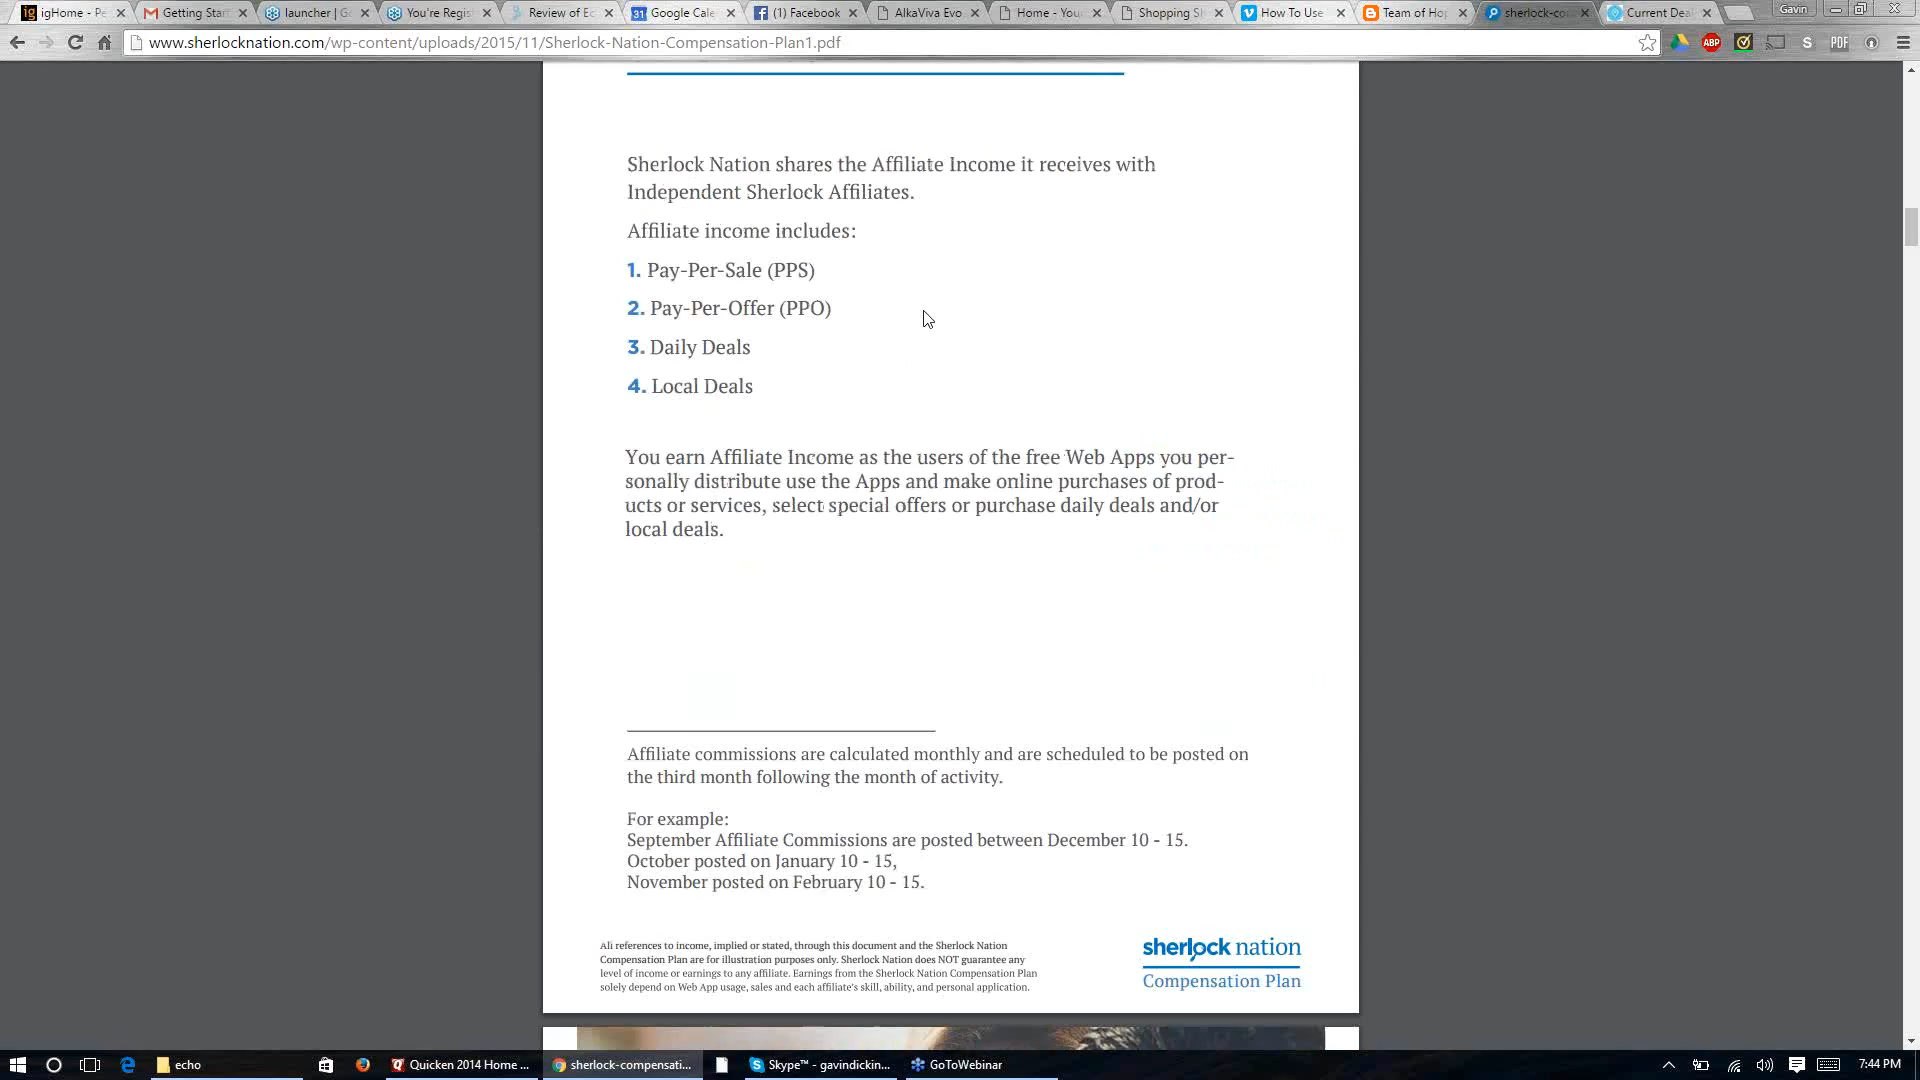 igHome - Pe
Getting Star
launcher | G
You're Regis
Review of Ec
Google Cale
(1) Facebook
AlkaViva Evo
Home - You
Shopping Sh
How To Use
Team of Hop
sherlock-co
Current Deal
Gavin
www.sherlocknation.com/wp-content/uploads/2015/11/Sherlock-Nation-Compensation-Plan1.pdf
ABP
S
PDF
Sherlock Nation shares the Affiliate Income it receives with
Independent Sherlock Affiliates.
Affiliate income includes:
1. Pay-Per-Sale (PPS)
2. Pay-Per-Offer (PPO)
3. Daily Deals
4. Local Deals
You earn Affiliate Income as the users of the free Web Apps you per-
sonally distribute use the Apps and make online purchases of prod-
ucts or services, select special offers or purchase daily deals and/or
local deals.
Affiliate commissions are calculated monthly and are scheduled to be posted on
the third month following the month of activity.
For example:
September Affiliate Commissions are posted between December 10 - 15.
October posted on January 10 - 15,
November posted on February 10 - 15.
Ali references to income, implied or stated, through this document and the Sherlock Nation
Compensation Plan are for illustration purposes only. Sherlock Nation does NOT guarantee any
level of income or earnings to any affiliate. Earnings from the Sherlock Nation Compensation Plan
solely depend on Web App usage, sales and each affiliate's skill, ability, and personal application.
sherlock nation
Compensation Plan
echo
Quicken 2014 Home ...
sherlock-compensati...
Skype™ - gavindickin...
GoToWebinar
7:44 PM